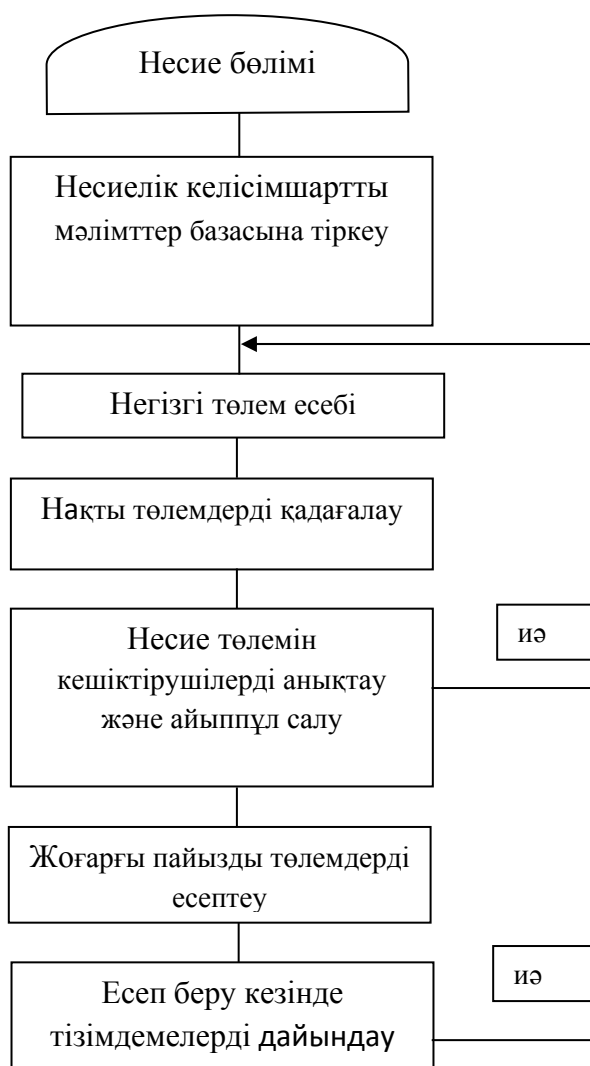 Несие бөлімі
Несиелік келісімшартты
мәлімттер базасына тіркеу
Негізгі төлем есебі
Нақты төлемдерді қадағалау
Несие төлемін
кешіктірушілерді анықтау
және айыппұл салу
иә
Жоғарғы пайызды төлемдерді
есептеу
Есеп беру кезінде
тізімдемелерді дайындау
иә